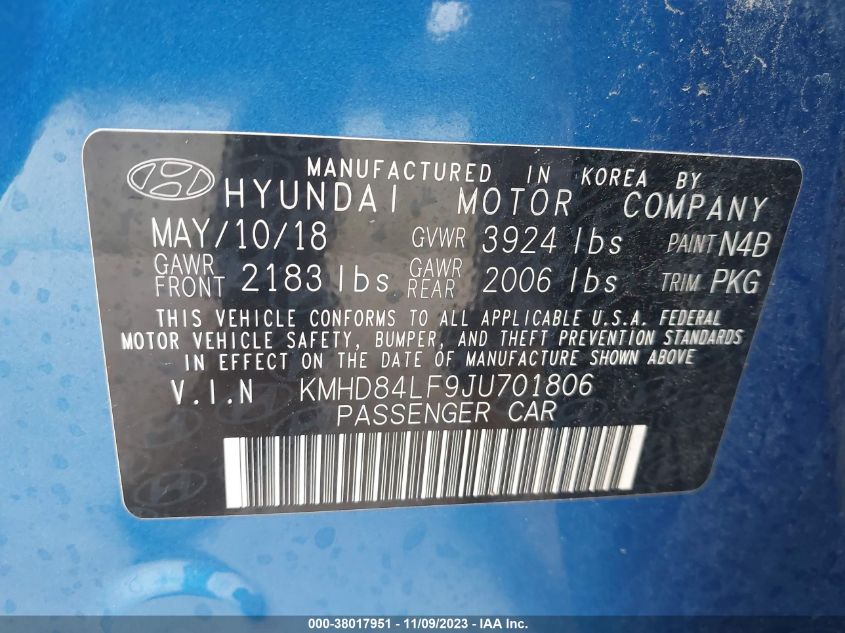 MANUFACTURED IN KOREA BY
HYUNDAI MOTOR COMPANY
MAY/10/18 GVWR 3924 lbs PAINT N4B
GAWR FRONT 2183 lbs GAWR REAR 2006 lbs TRIM PKG
THIS VEHICLE CONFORMS TO ALL APPLICABLE U.S.A. FEDERAL
MOTOR VEHICLE SAFETY, BUMPER, AND THEFT PREVENTION STANDARDS
IN EFFECT ON THE DATE OF MANUFACTURE SHOWN ABOVE.
V.I.N KMHD84LF9JU701806
PASSENGER CAR
000-38017951 - 11/09/2023 - IAA Inc.